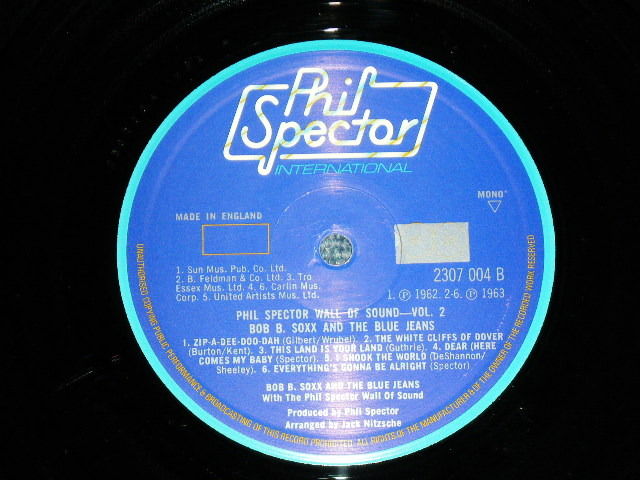 Phil
Spector
INTERNATIONAL
MADE IN ENGLAND
MONO
1. Sun Mus. Pub. Co. Ltd.
2. B. Feldman & Co. Ltd. 3. Tro
Essex Mus. Ltd. 4, 6. Carlin Mus.
Corp. 5. United Artists Mus. Ltd.
2307 004 B
1. Ⓟ 1962. 2-6. Ⓟ 1963
PHIL SPECTOR WALL OF SOUND—VOL. 2
BOB B. SOXX AND THE BLUE JEANS
1. ZIP-A-DEE-DOO-DAH (Gilbert/Wrubel). 2. THE WHITE CLIFFS OF DOVER
(Burton/Kent). 3. THIS LAND IS YOUR LAND (Guthrie). 4. DEAR (HERE
COMES MY BABY (Spector). 5. I SHOOK THE WORLD (DeShannon/
Sheeley). 6. EVERYTHING'S GONNA BE ALRIGHT (Spector)
BOB B. SOXX AND THE BLUE JEANS
With The Phil Spector Wall Of Sound
Produced by Phil Spector
Arranged by Jack Nitzsche
UNAUTHORISED COPYING PUBLIC PERFORMANCE & BROADCASTING OF THIS RECORD PROHIBITED. ALL RIGHTS OF THE MANUFACTURER & OF THE OWNER OF THE RECORDED WORK RESERVED